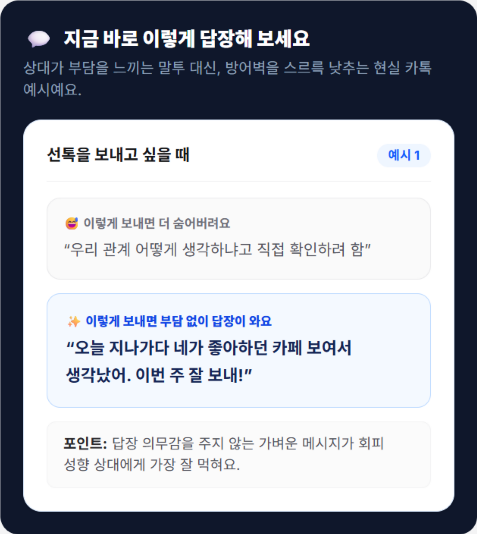 💬 지금 바로 이렇게 답장해 보세요
상대가 부담을 느끼는 말투 대신, 방어벽을 스르륵 낮추는 현실 카톡
예시예요.
선톡을 보내고 싶을 때
예시 1
😅 이렇게 보내면 더 숨어버려요
“우리 관계 어떻게 생각하냐고 직접 확인하려 함”
✨ 이렇게 보내면 부담 없이 답장이 와요
“오늘 지나가다 네가 좋아하던 카페 보여서
생각났어. 이번 주 잘 보내!”
포인트: 답장 의무감을 주지 않는 가벼운 메시지가 회피
성향 상대에게 가장 잘 먹혀요.